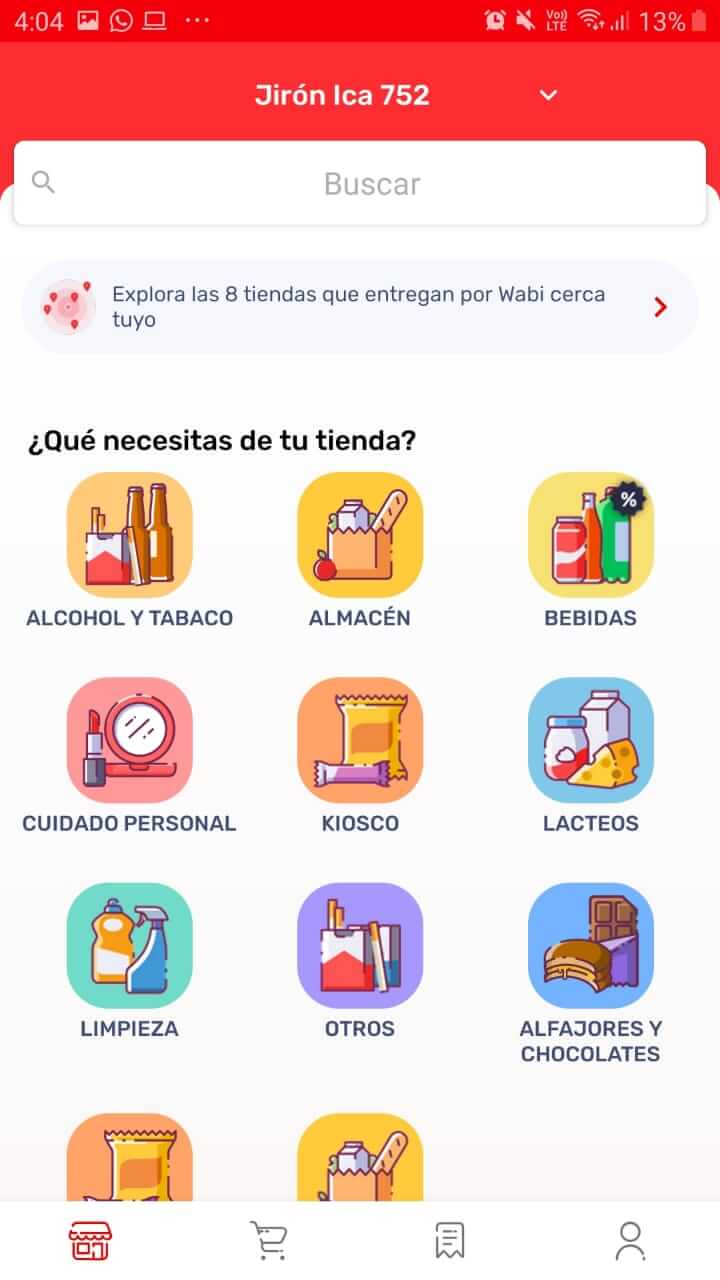 4:04
Vo))
LTE
13%
Jirón Ica 752
Buscar
Explora las 8 tiendas que entregan por Wabi cerca
tuyo
¿Qué necesitas de tu tienda?
%
ALCOHOL Y TABACO
ALMACÉN
BEBIDAS
CUIDADO PERSONAL
KIOSCO
LACTEOS
LIMPIEZA
OTROS
ALFAJORES Y
CHOCOLATES